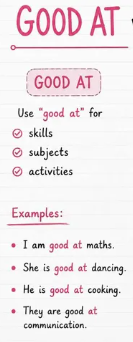 GOOD AT
GOOD AT
Use "good at" for
skills
subjects
activities
Examples:
I am good at maths.
She is good at dancing.
He is good at cooking.
They are good at
communication.